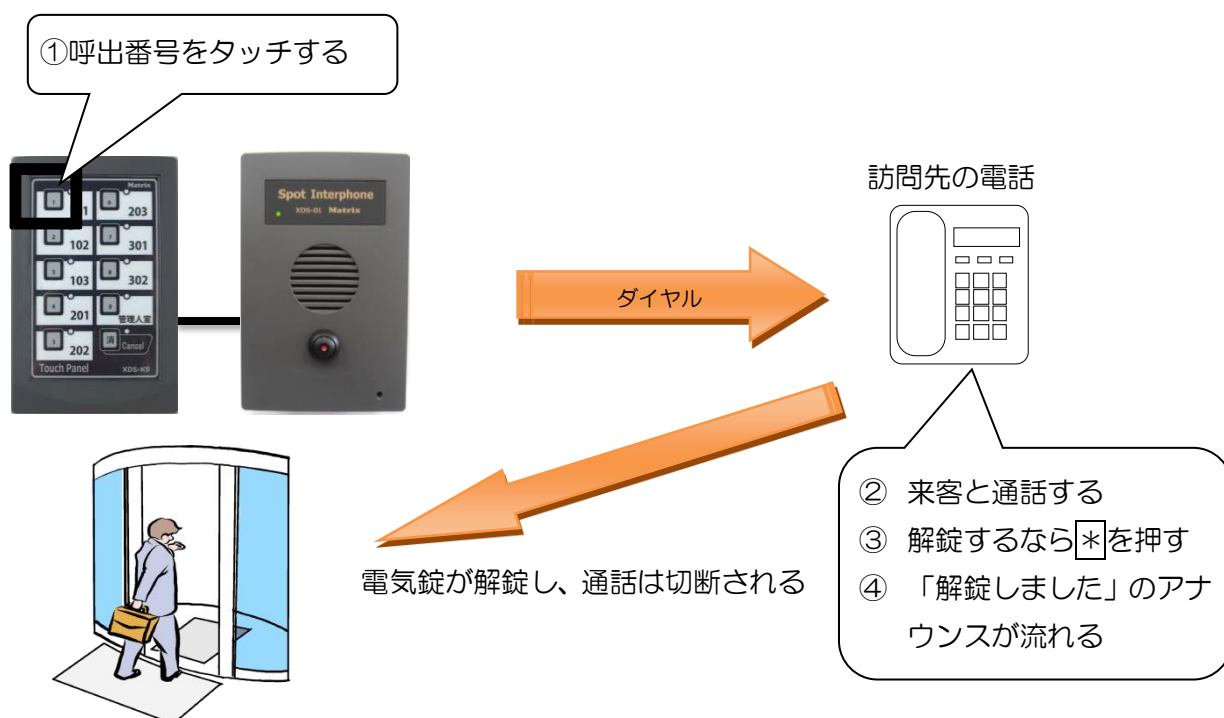 ①呼出番号をタッチする
Matrix
1
1
6
203
2
102
7
301
3
103
8
302
4
201
9
管理人室
5
202
消
Cancel
Touch Panel
XDS-K9
Spot Interphone
XDS-01 Matrix
ダイヤル
訪問先の電話
② 来客と通話する
③ 解錠するなら*を押す
④ 「解錠しました」のアナ
ウンスが流れる
電気錠が解錠し、通話は切断される